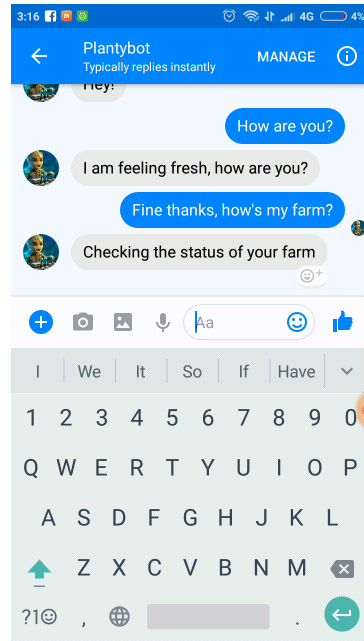 3:16 4G 4%
Plantybot
Typically replies instantly
MANAGE
Hey!
How are you?
I am feeling fresh, how are you?
Fine thanks, how's my farm?
Checking the status of your farm
Aa
I We It So If Have
1 2 3 4 5 6 7 8 9 0
Q W E R T Y U I O P
A S D F G H J K L
Z X C V B N M
?1☺ , .